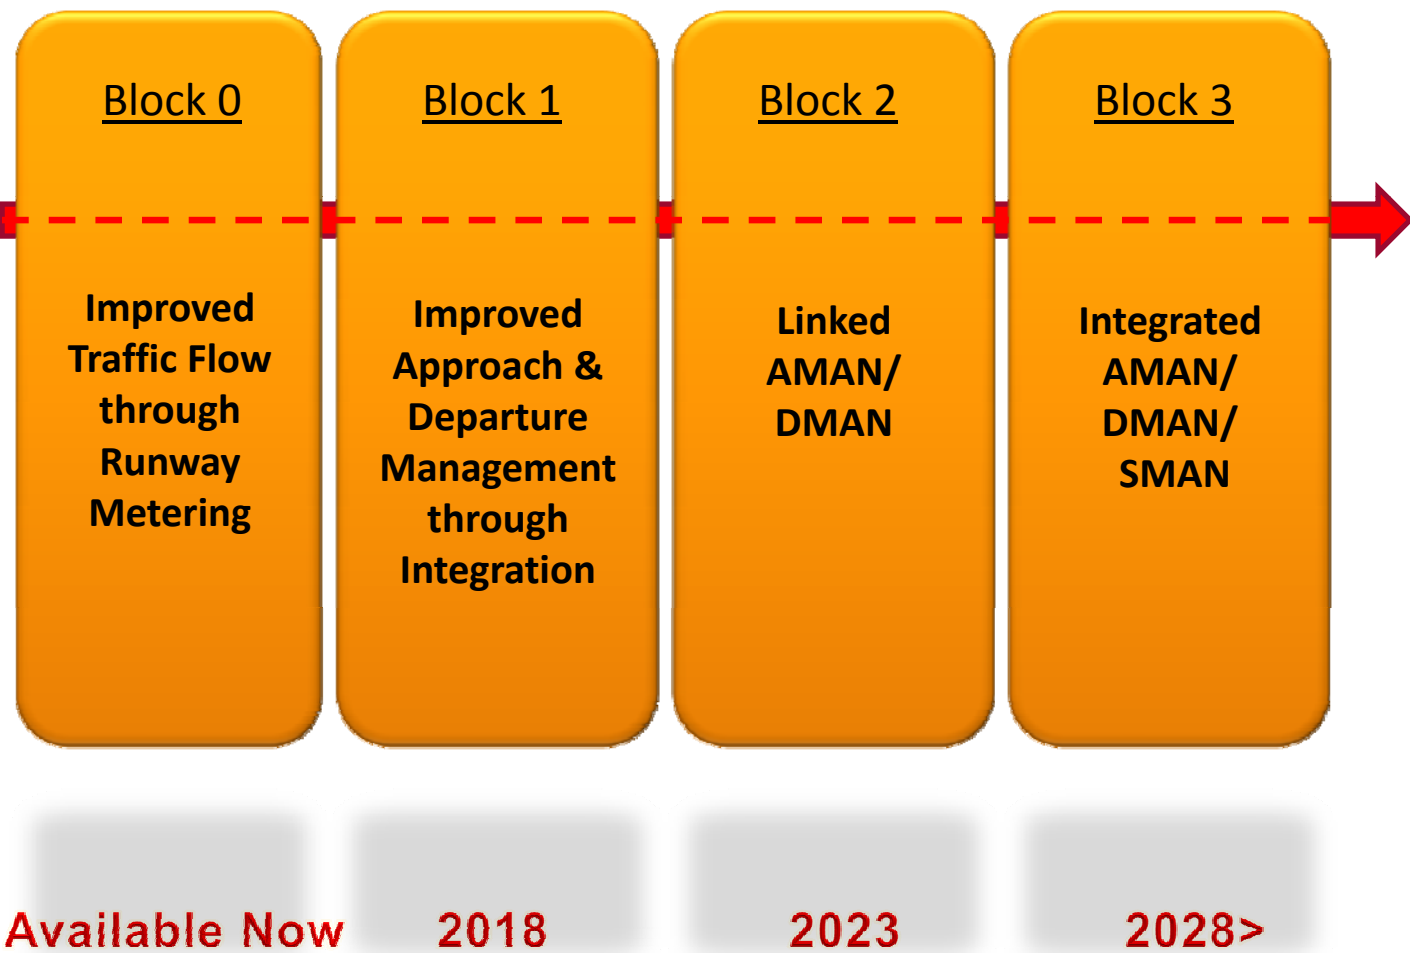 Block 0
Improved
Traffic Flow
through
Runway
Metering
Block 1
Improved
Approach &
Departure
Management
through
Integration
Block 2
Linked
AMAN/
DMAN
Block 3
Integrated
AMAN/
DMAN/
SMAN
Available Now
2018
2023
2028>